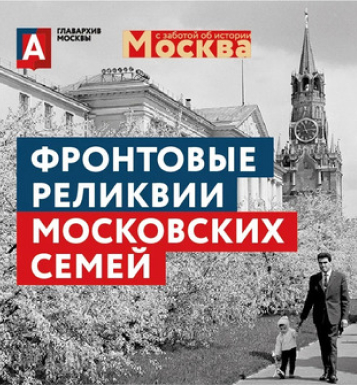 А
ГЛАВАРХИВ
МОСКВЫ
с заботой об истории
Москва
ФРОНТОВЫЕ
РЕЛИКВИИ
МОСКОВСКИХ
СЕМЕЙ